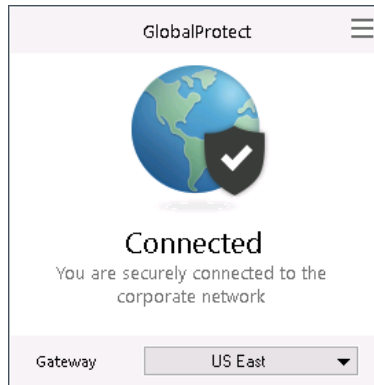 GlobalProtect
Connected
You are securely connected to the
corporate network
Gateway
US East